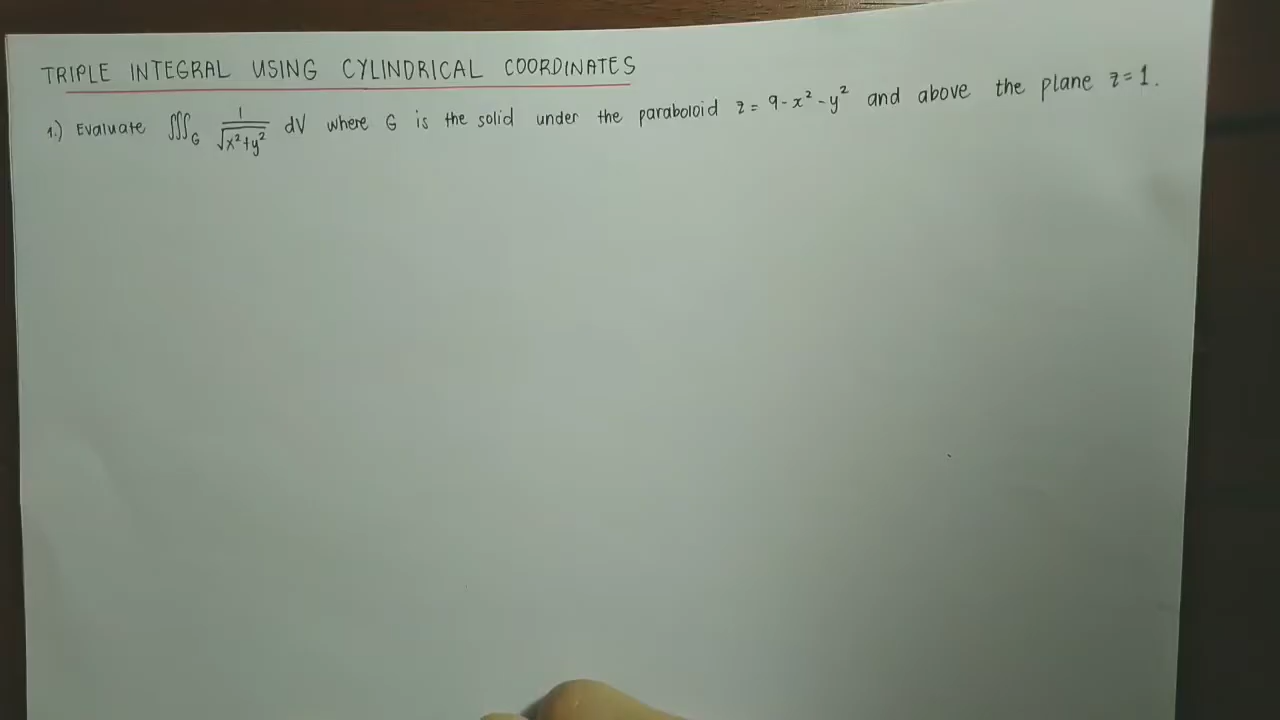 TRIPLE INTEGRAL USING CYLINDRICAL COORDINATES
1.) Evaluate ∭_G 1/√(x²+y²) dV where G is the solid under the paraboloid z = 9-x²-y² and above the plane z=1.